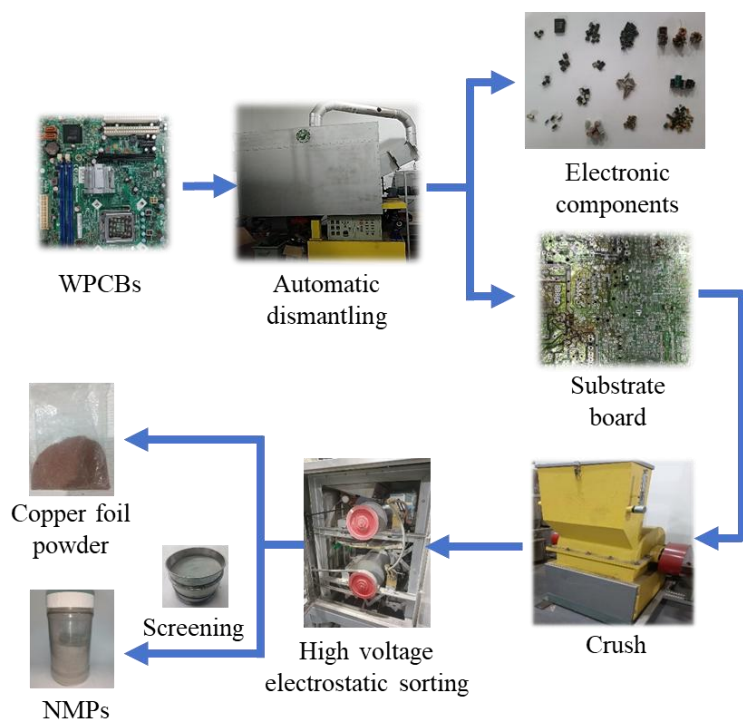 WPCBs
Automatic
dismantling
Electronic
components
Substrate
board
Crush
High voltage
electrostatic sorting
Screening
Copper foil
powder
NMPs